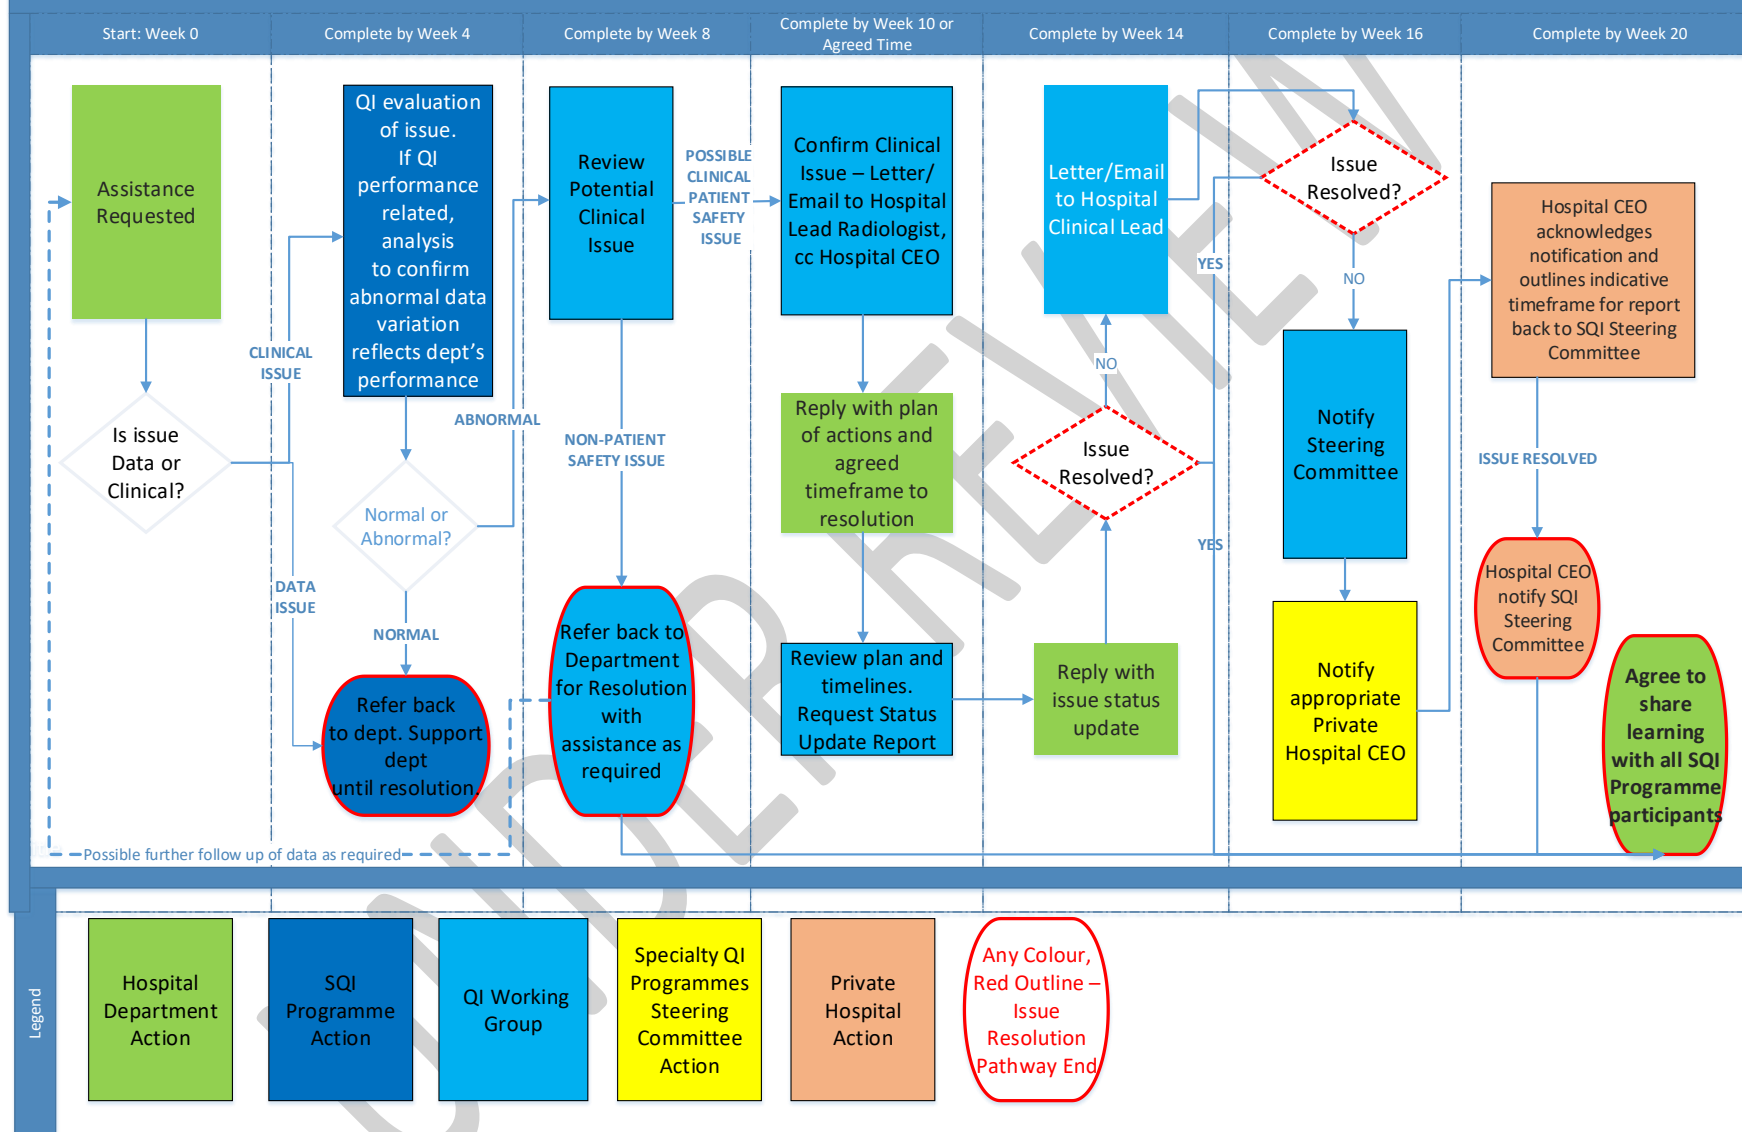 Start: Week 0
Complete by Week 4
Complete by Week 8
Complete by Week 10 or
Agreed Time
Complete by Week 14
Complete by Week 16
Complete by Week 20
Assistance
Requested
Is issue
Data or
Clinical?
CLINICAL
ISSUE
DATA
ISSUE
QI evaluation
of issue.
If QI
performance
related,
analysis
to confirm
abnormal data
variation
reflects dept's
performance
Normal or
Abnormal?
ABNORMAL
NORMAL
Refer back
to dept. Support
dept
until resolution.
Review
Potential
Clinical
Issue
POSSIBLE
CLINICAL
PATIENT
SAFETY
ISSUE
NON-PATIENT
SAFETY ISSUE
Refer back to
Department
for Resolution
with
assistance as
required
Possible further follow up of data as required
Confirm Clinical
Issue – Letter/
Email to Hospital
Lead Radiologist,
cc Hospital CEO
Reply with plan
of actions and
agreed
timeframe to
resolution
Review plan and
timelines.
Request Status
Update Report
Letter/Email
to Hospital
Clinical Lead
NO
Issue
Resolved?
YES
YES
Reply with
issue status
update
Issue
Resolved?
NO
Notify
Steering
Committee
Notify
appropriate
Private
Hospital CEO
Hospital CEO
acknowledges
notification and
outlines indicative
timeframe for report
back to SQI Steering
Committee
ISSUE RESOLVED
Hospital CEO
notify SQI
Steering
Committee
Agree to
share
learning
with all SQI
Programme
participants
UNDER REVIEW
Legend
Hospital
Department
Action
SQI
Programme
Action
QI Working
Group
Specialty QI
Programmes
Steering
Committee
Action
Private
Hospital
Action
Any Colour,
Red Outline –
Issue
Resolution
Pathway End